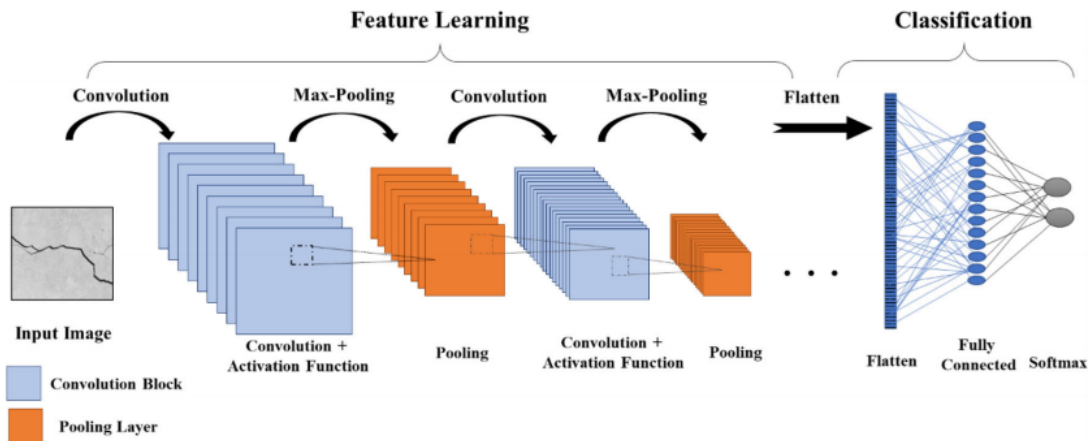 Feature Learning
Classification
Convolution
Max-Pooling
Convolution
Max-Pooling
Flatten
Input Image
Convolution +
Activation Function
Pooling
Convolution +
Activation Function
Pooling
Flatten
Fully
Connected
Softmax
Convolution Block
Pooling Layer